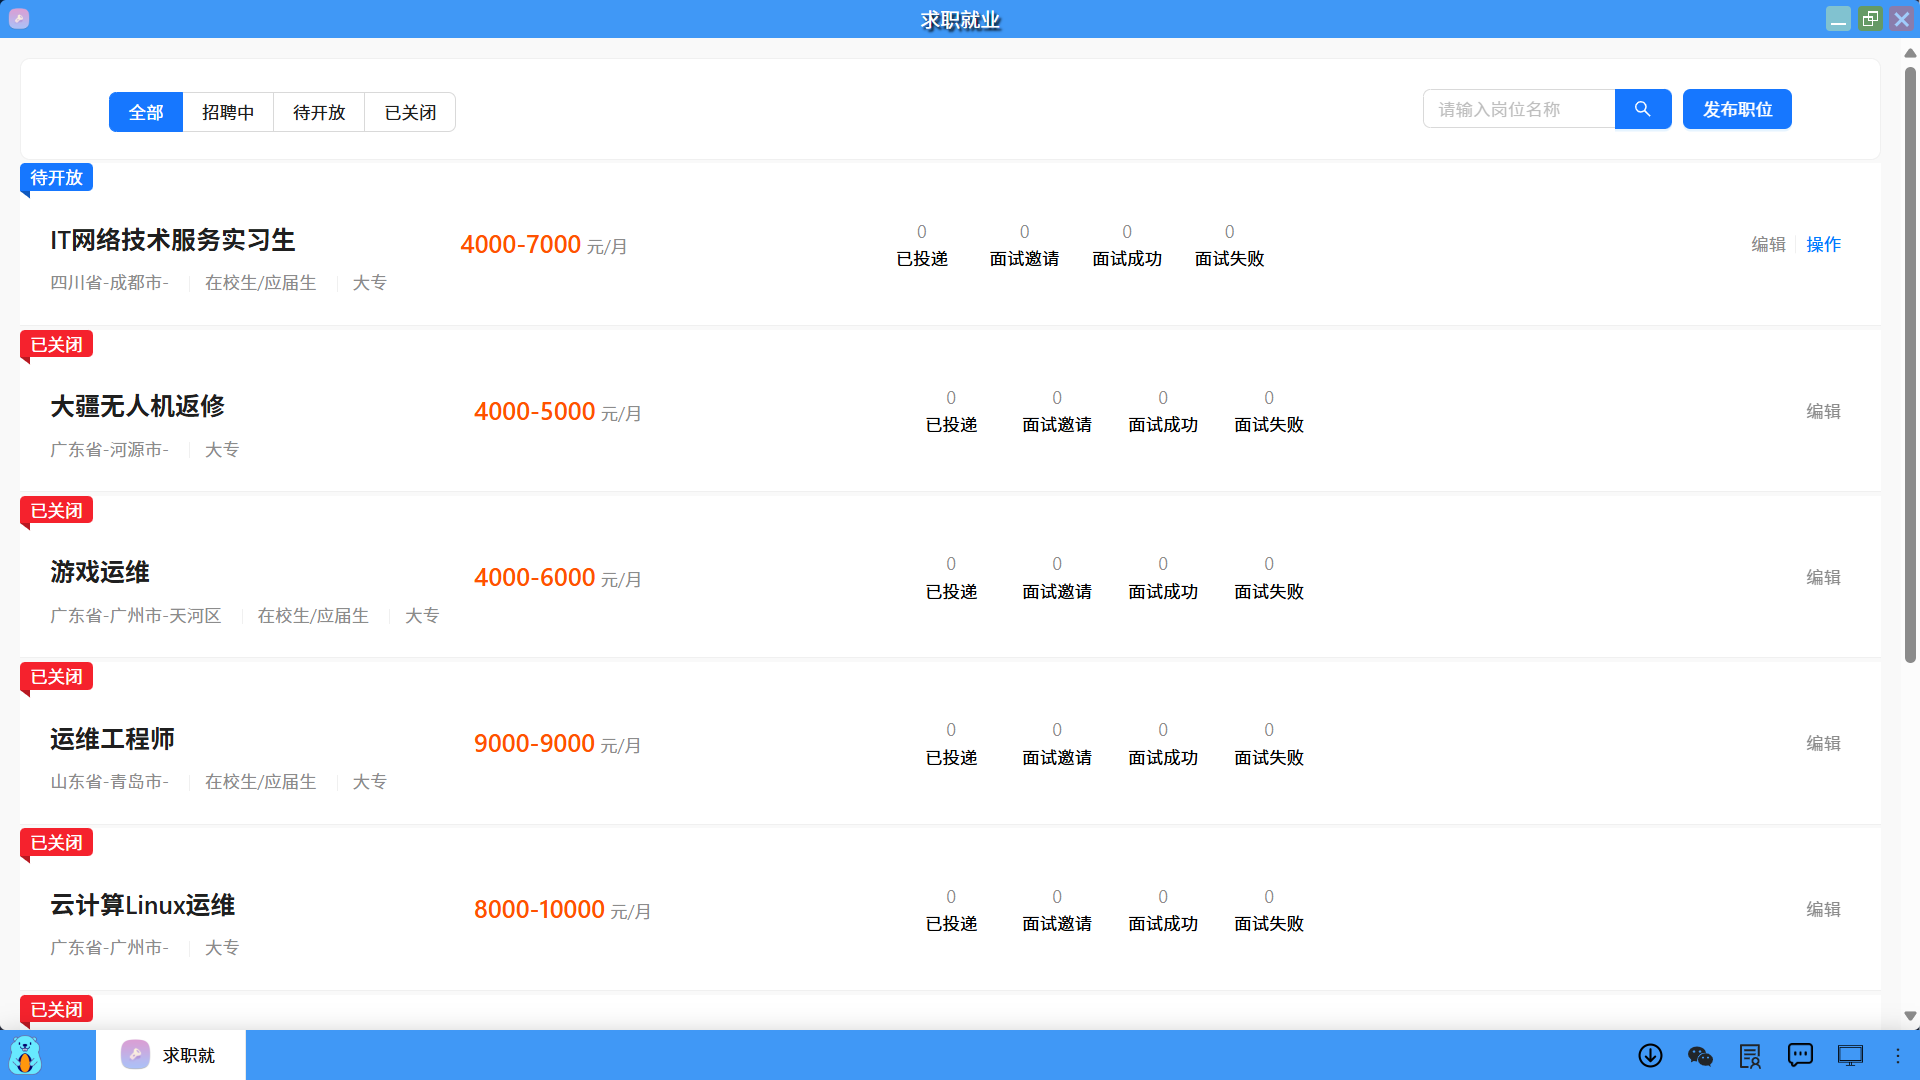 求职就业
全部 招聘中 待开放 已关闭 请输入岗位名称 发布职位
待开放
IT网络技术服务实习生 4000-7000 元/月
四川省-成都市- 在校生/应届生 大专
0 0 0 0
已投递 面试邀请 面试成功 面试失败
编辑 操作
已关闭
大疆无人机返修 4000-5000 元/月
广东省-河源市- 大专
0 0 0 0
已投递 面试邀请 面试成功 面试失败
编辑
已关闭
游戏运维 4000-6000 元/月
广东省-广州市-天河区 在校生/应届生 大专
0 0 0 0
已投递 面试邀请 面试成功 面试失败
编辑
已关闭
运维工程师 9000-9000 元/月
山东省-青岛市- 在校生/应届生 大专
0 0 0 0
已投递 面试邀请 面试成功 面试失败
编辑
已关闭
云计算Linux运维 8000-10000 元/月
广东省-广州市- 大专
0 0 0 0
已投递 面试邀请 面试成功 面试失败
编辑
已关闭
求职就